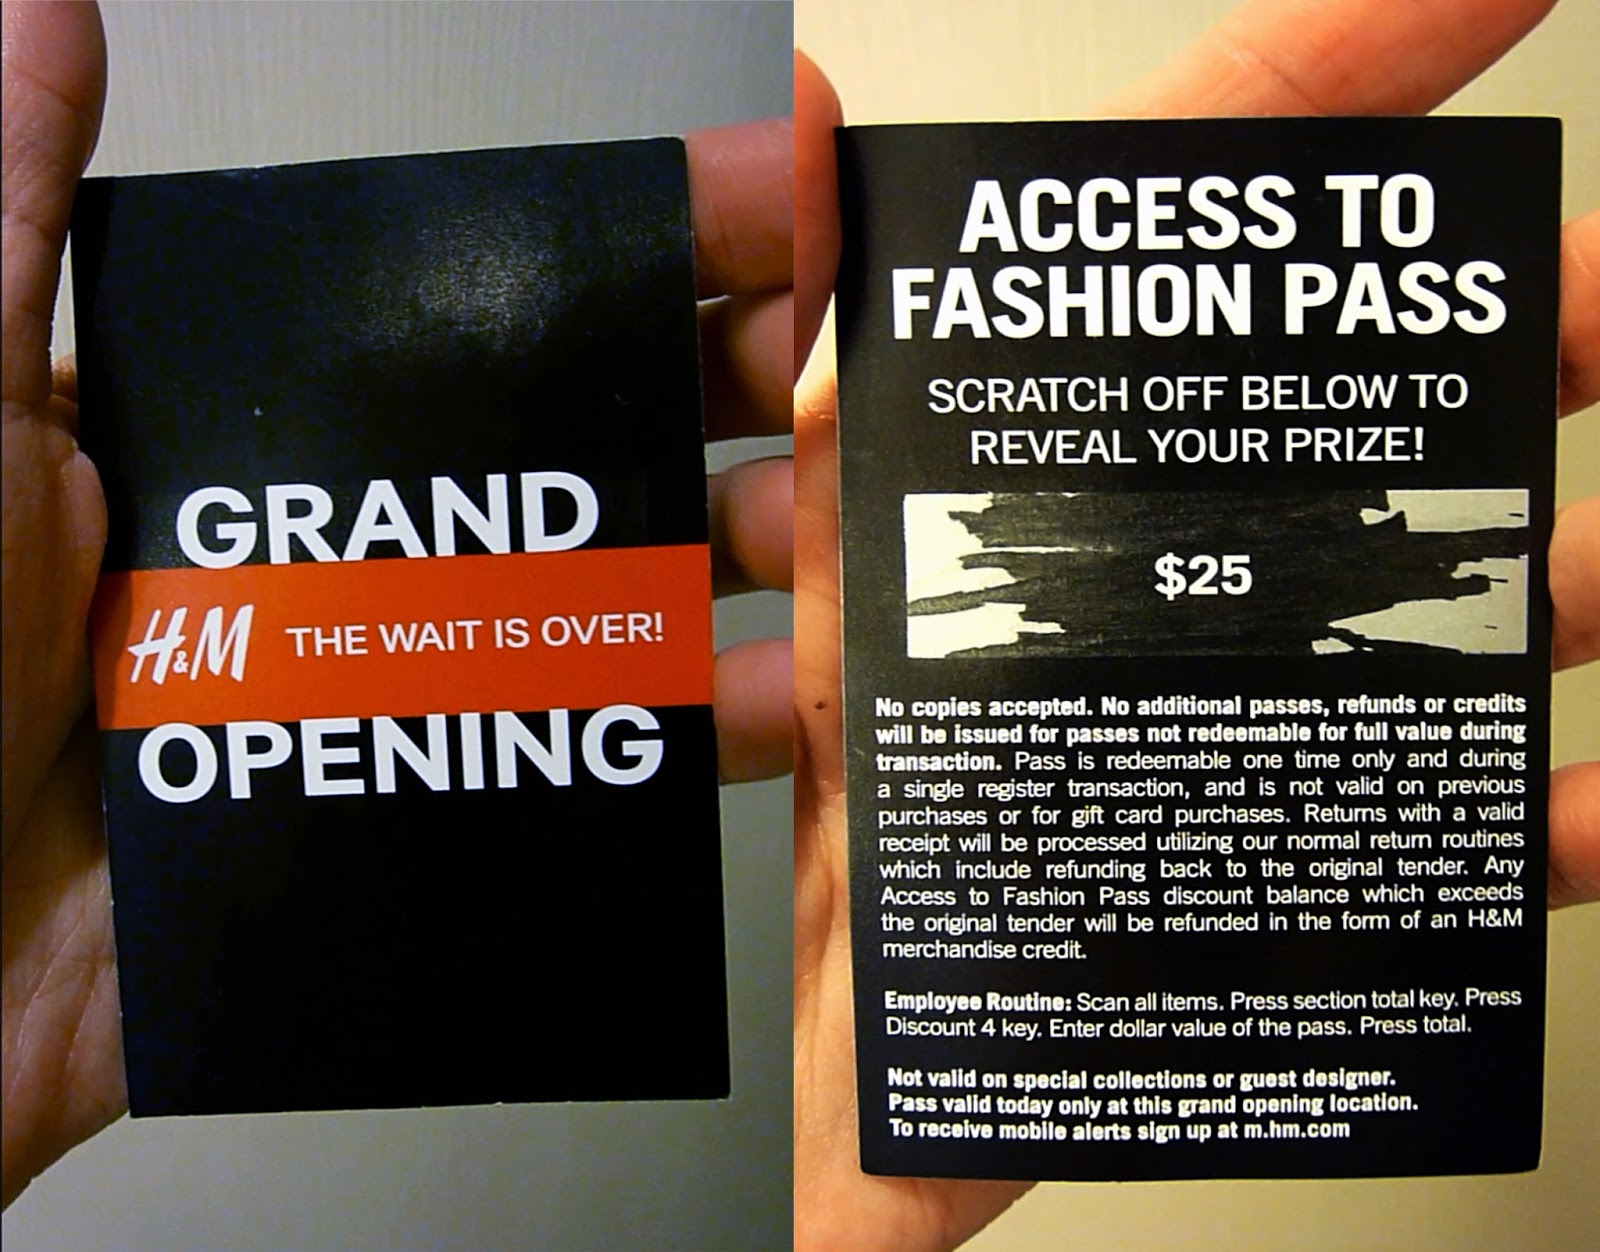 GRAND
H&M THE WAIT IS OVER!
OPENING
ACCESS TO
FASHION PASS
SCRATCH OFF BELOW TO
REVEAL YOUR PRIZE!
$25
No copies accepted. No additional passes, refunds or credits
will be issued for passes not redeemable for full value during
transaction. Pass is redeemable one time only and during
a single register transaction, and is not valid on previous
purchases or for gift card purchases. Returns with a valid
receipt will be processed utilizing our normal return routines
which include refunding back to the original tender. Any
Access to Fashion Pass discount balance which exceeds
the original tender will be refunded in the form of an H&M
merchandise credit.
Employee Routine: Scan all items. Press section total key. Press
Discount 4 key. Enter dollar value of the pass. Press total.
Not valid on special collections or guest designer.
Pass valid today only at this grand opening location.
To receive mobile alerts sign up at m.hm.com